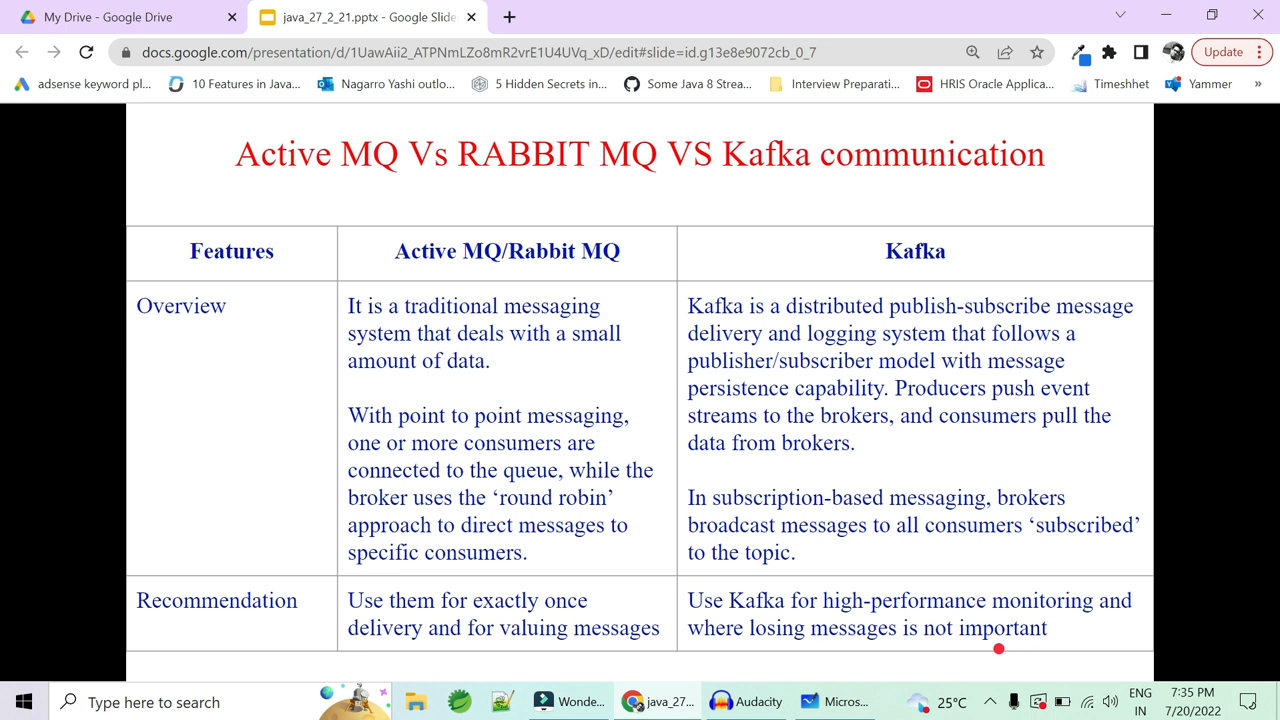 My Drive - Google Drive
java_27_2_21.pptx - Google Slide
docs.google.com/presentation/d/1UawAii2_ATPNmLZo8mR2vrE1U4UVq_xD/edit#slide=id.g13e8e9072cb_0_7
Update
adsense keyword pl...
10 Features in Java...
Nagarro Yashi outlo...
5 Hidden Secrets in...
Some Java 8 Strea...
Interview Preparati...
HRIS Oracle Applica...
Timeshhet
Yammer
»
Active MQ Vs RABBIT MQ VS Kafka communication
Features
Active MQ/Rabbit MQ
Kafka
Overview
It is a traditional messaging
system that deals with a small
amount of data.
With point to point messaging,
one or more consumers are
connected to the queue, while the
broker uses the ‘round robin’
approach to direct messages to
specific consumers.
Kafka is a distributed publish-subscribe message
delivery and logging system that follows a
publisher/subscriber model with message
persistence capability. Producers push event
streams to the brokers, and consumers pull the
data from brokers.
In subscription-based messaging, brokers
broadcast messages to all consumers ‘subscribed’
to the topic.
Recommendation
Use them for exactly once
delivery and for valuing messages
Use Kafka for high-performance monitoring and
where losing messages is not important
Type here to search
Wonde...
java_27...
Audacity
Micros...
25°C
ENG
IN
7:35 PM
7/20/2022